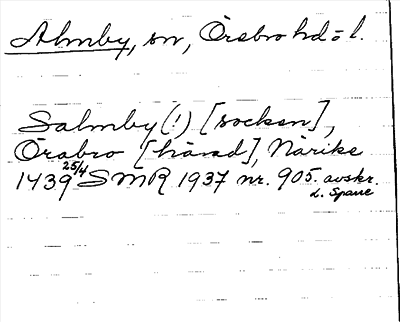 Almby, sn, Örebro hd ō l.
Salmby (!) [socken],
Örabro [härad], Närike
1439 25/4 SMR 1937 nr. 905. avskr.
L. Spane